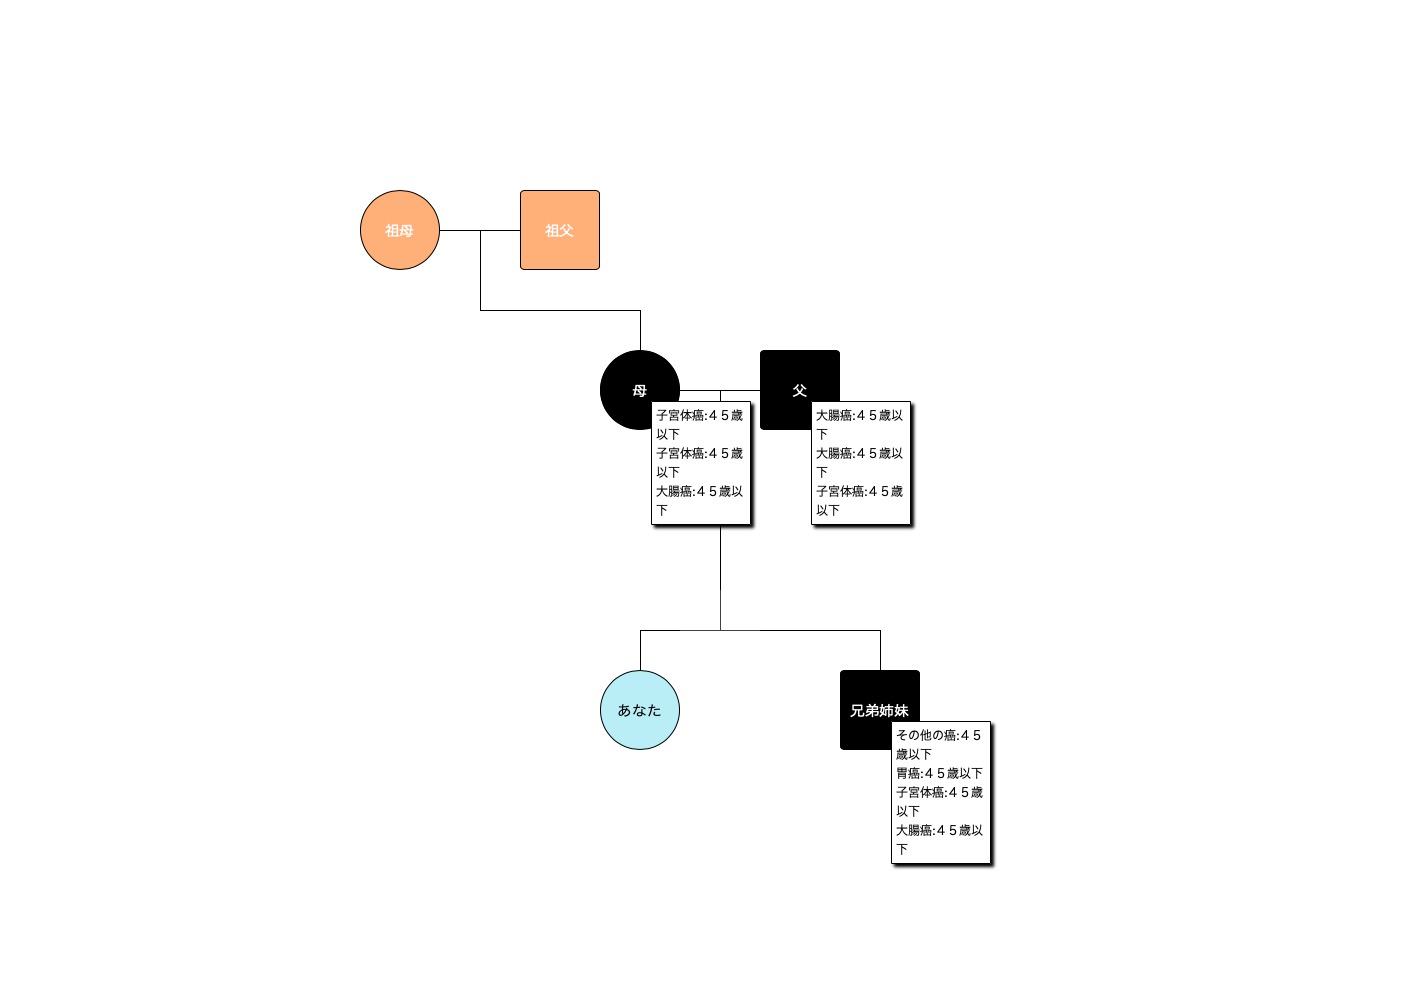 祖母
祖父
母
父
子宮体癌:４５歳
以下
子宮体癌:４５歳
以下
大腸癌:４５歳以
下
大腸癌:４５歳以
下
大腸癌:４５歳以
下
子宮体癌:４５歳
以下
あなた
兄弟姉妹
その他の癌:４５
歳以下
胃癌:４５歳以下
子宮体癌:４５歳
以下
大腸癌:４５歳以
下